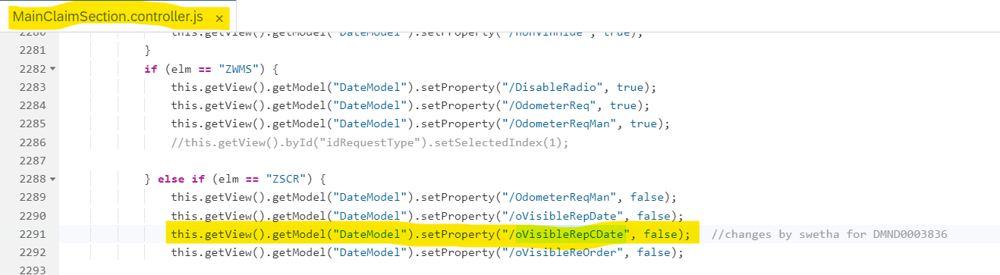 MainClaimSection.controller.js ×
2280 this.getView().getModel("DateModel").setProperty("/nonVinHide", true);
2281 }
2282 if (elm == "ZWMS") {
2283 this.getView().getModel("DateModel").setProperty("/DisableRadio", true);
2284 this.getView().getModel("DateModel").setProperty("/OdometerReq", true);
2285 this.getView().getModel("DateModel").setProperty("/OdometerReqMan", true);
2286 //this.getView().byId("idRequestType").setSelectedIndex(1);
2287
2288 } else if (elm == "ZSCR") {
2289 this.getView().getModel("DateModel").setProperty("/OdometerReqMan", false);
2290 this.getView().getModel("DateModel").setProperty("/oVisibleRepDate", false);
2291 this.getView().getModel("DateModel").setProperty("/oVisibleRepCDate", false); //changes by swetha for DMND0003836
2292 this.getView().getModel("DateModel").setProperty("/oVisibleReOrder", false);
2293